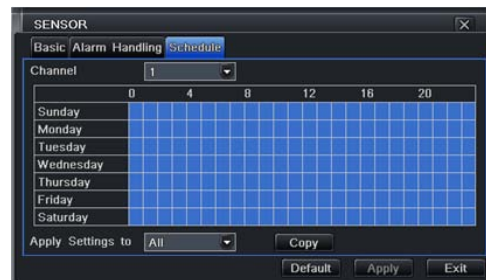 SENSOR
Basic Alarm Handling Schedule
Channel 1
0 4 8 12 16 20
Sunday
Monday
Tuesday
Wednesday
Thursday
Friday
Saturday
Apply Settings to All Copy
Default Apply Exit